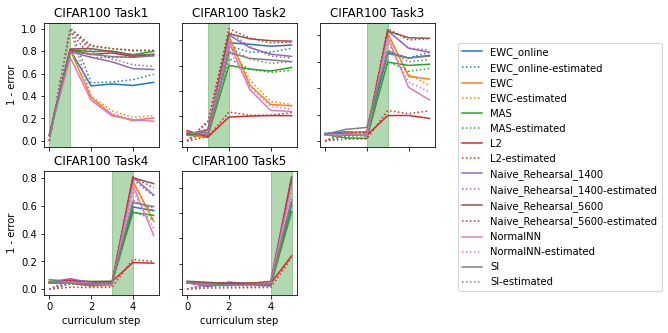 CIFAR100 Task1
CIFAR100 Task2
CIFAR100 Task3
1.0
0.8
0.6
0.4
0.2
0.0
1 - error
EWC_online
EWC_online-estimated
EWC
EWC-estimated
MAS
MAS-estimated
L2
L2-estimated
Naive_Rehearsal_1400
Naive_Rehearsal_1400-estimated
Naive_Rehearsal_5600
Naive_Rehearsal_5600-estimated
NormalNN
NormalNN-estimated
SI
SI-estimated
CIFAR100 Task4
CIFAR100 Task5
0.8
0.6
0.4
0.2
0.0
1 - error
0 2 4
0 2 4
curriculum step
curriculum step